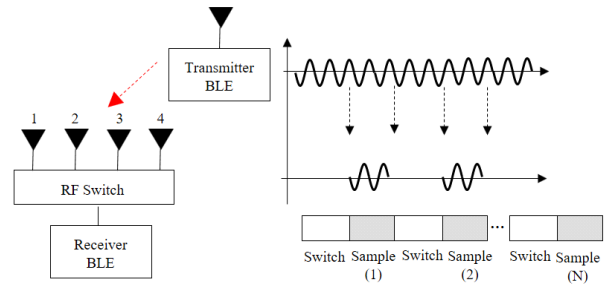 Transmitter
BLE
1 2 3 4
RF Switch
Receiver
BLE
...
Switch Sample Switch Sample Switch Sample
(1) (2) (N)